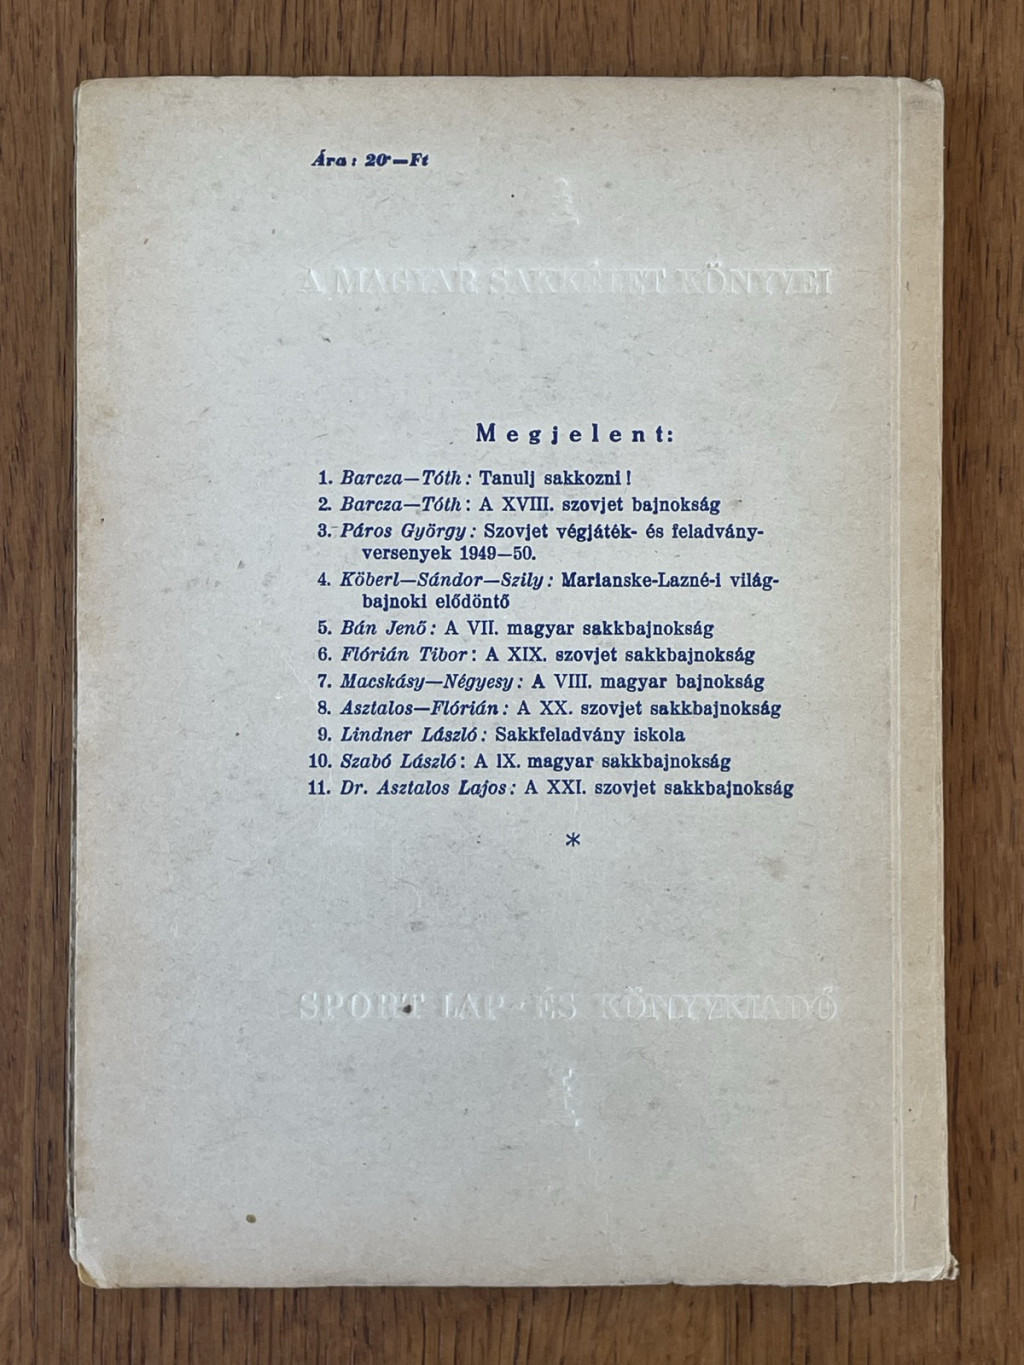 Ára: 20·—Ft
A MAGYAR SAKKÉLET KÖNYVEI
Megjelent:
1. Barcza—Tóth: Tanulj sakkozni!
2. Barcza—Tóth: A XVIII. szovjet bajnokság
3. Páros György: Szovjet végjáték- és feladvány-
versenyek 1949—50.
4. Köberl—Sándor—Szily: Marianske-Lazné-i világ-
bajnoki elődöntő
5. Bán Jenő: A VII. magyar sakkbajnokság
6. Flórián Tibor: A XIX. szovjet sakkbajnokság
7. Macskásy—Négyesy: A VIII. magyar bajnokság
8. Asztalos—Flórián: A XX. szovjet sakkbajnokság
9. Lindner László: Sakkfeladvány iskola
10. Szabó László: A IX. magyar sakkbajnokság
11. Dr. Asztalos Lajos: A XXI. szovjet sakkbajnokság
*
SPORT LAP- ÉS KÖNYVKIADÓ